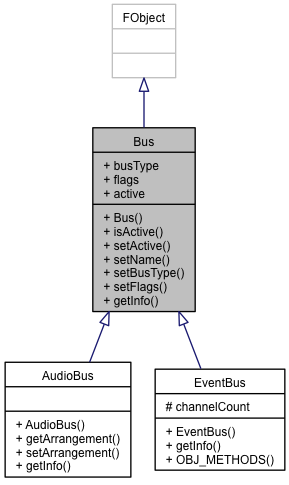 FObject
Bus
+ busType
+ flags
+ active
+ Bus()
+ isActive()
+ setActive()
+ setName()
+ setBusType()
+ setFlags()
+ getInfo()
AudioBus
+ AudioBus()
+ getArrangement()
+ setArrangement()
+ getInfo()
EventBus
# channelCount
+ EventBus()
+ getInfo()
+ OBJ_METHODS()